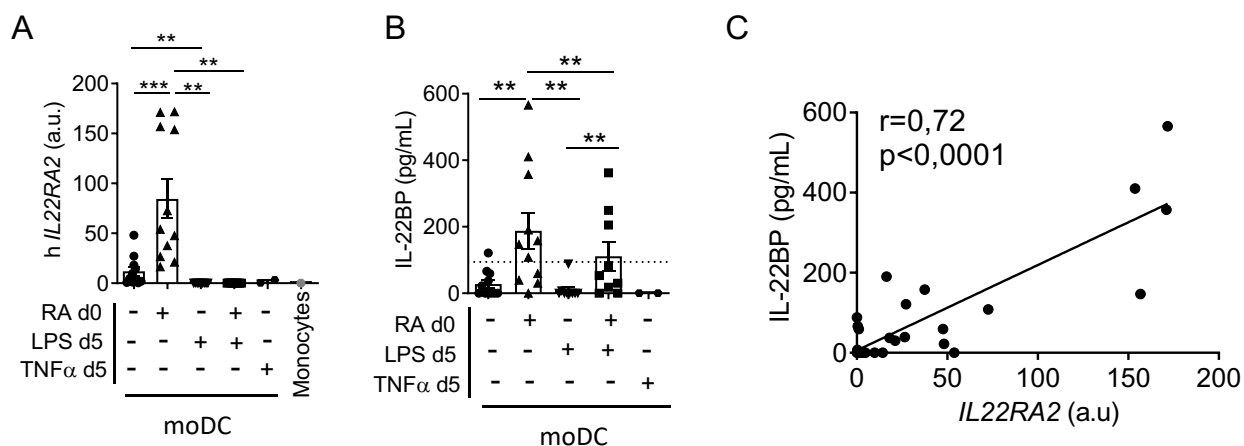 A
**
**
***
**
200
150
100
50
0
h IL22RA2 (a.u.)
RA d0 - + - + -
LPS d5 - - + + -
TNFα d5 - - - - +
Monocytes
moDC
B
**
**
**
**
600
400
200
0
IL-22BP (pg/mL)
RA d0 - + - + -
LPS d5 - - + + -
TNFα d5 - - - - +
moDC
C
r=0,72
p<0,0001
600
400
200
0
IL-22BP (pg/mL)
0 50 100 150 200
IL22RA2 (a.u)